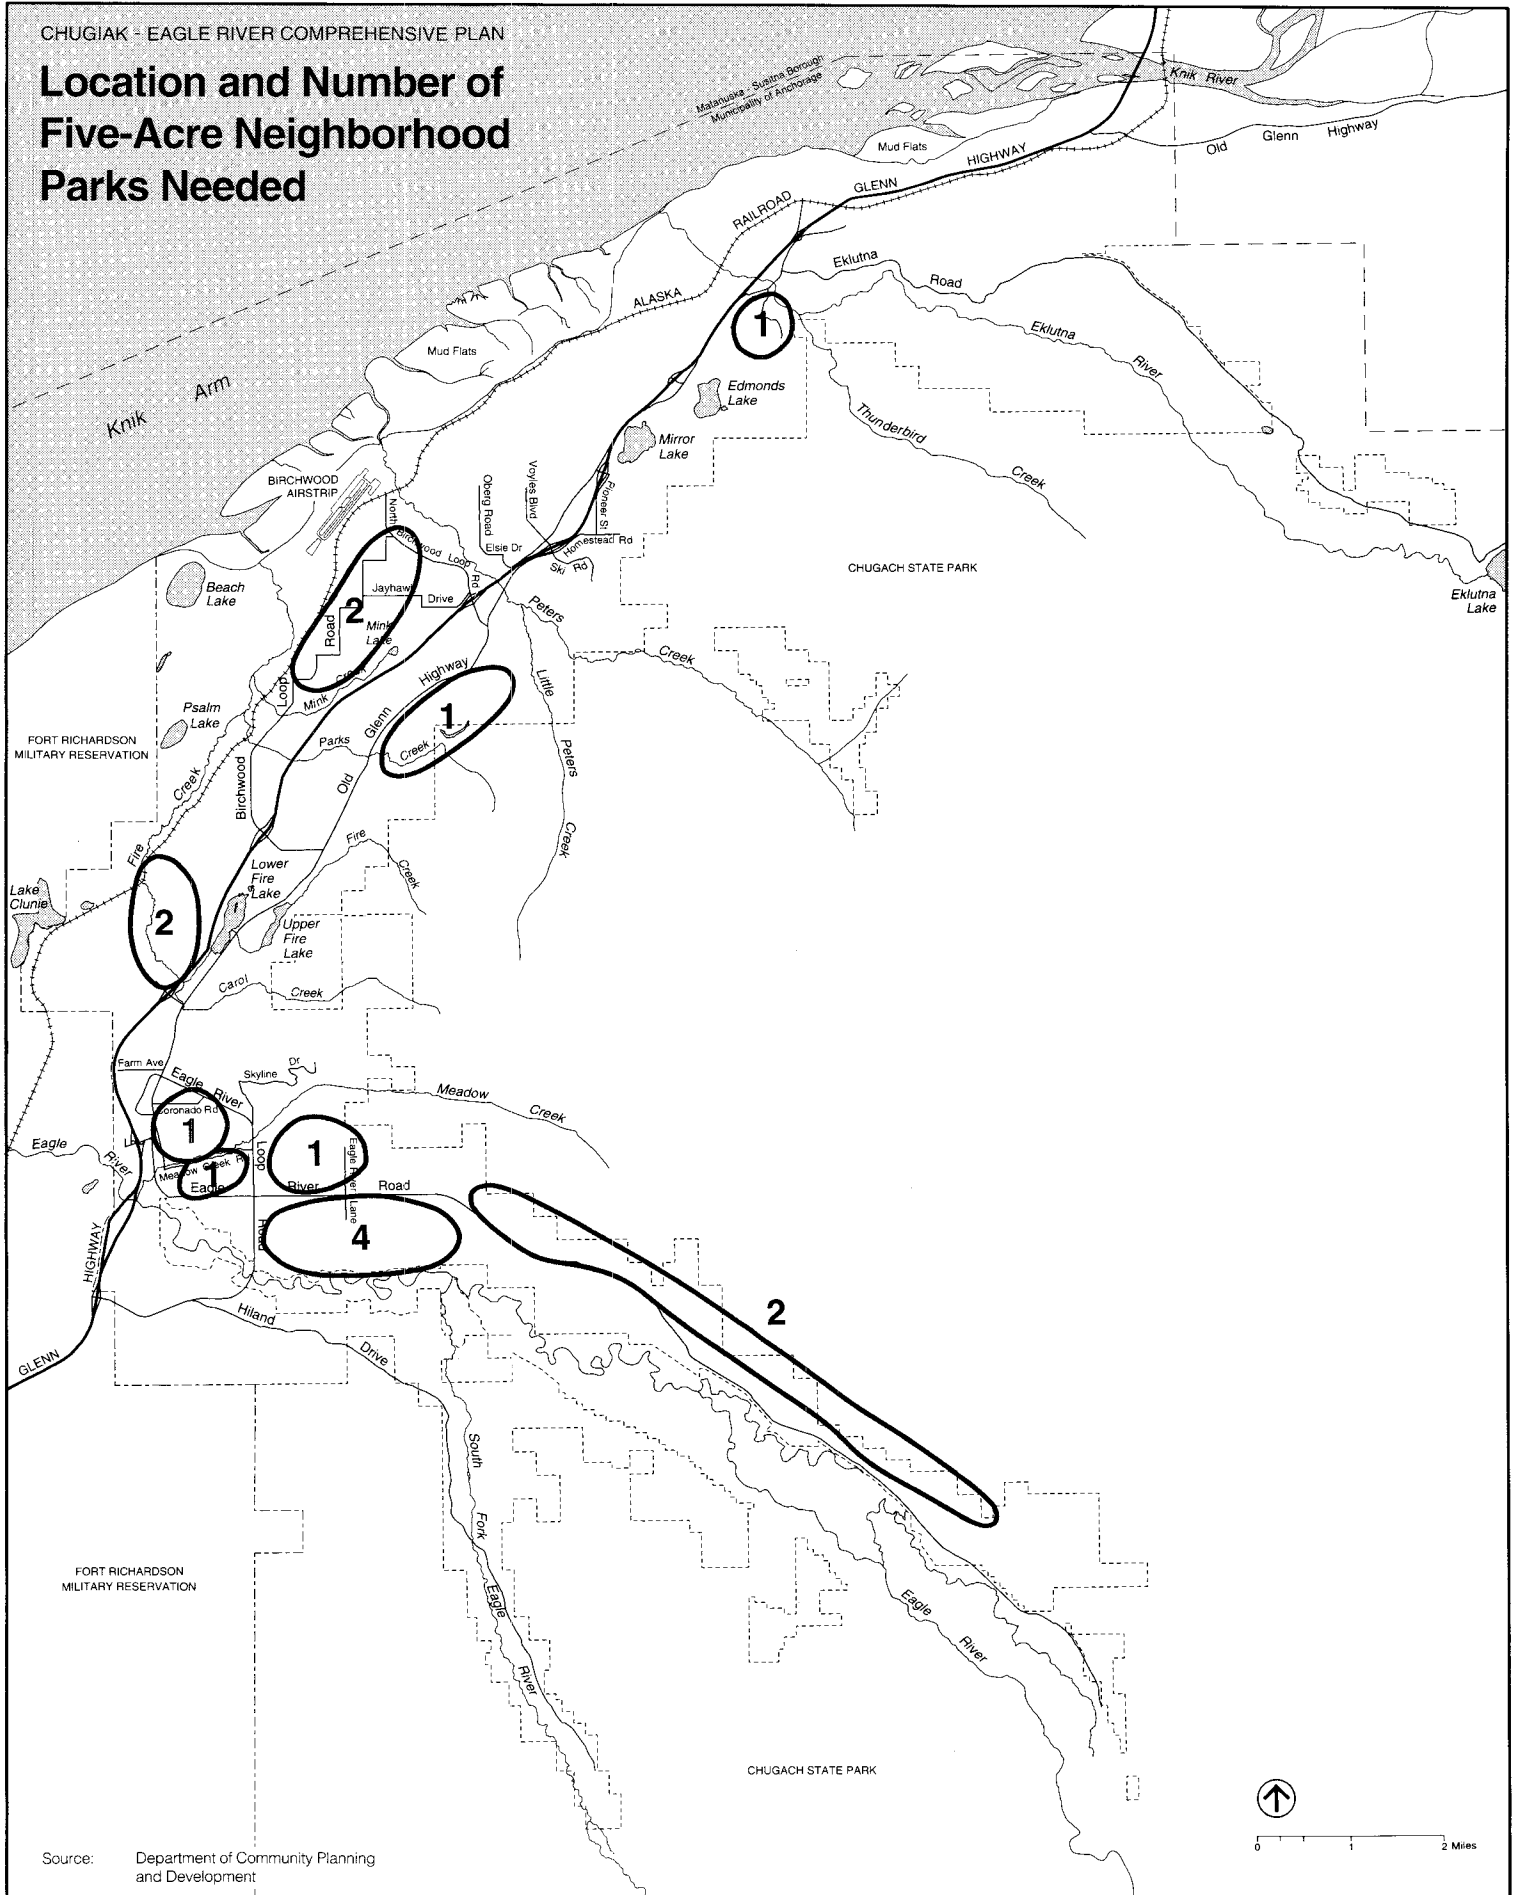 CHUGIAK - EAGLE RIVER COMPREHENSIVE PLAN
Location and Number of
Five-Acre Neighborhood
Parks Needed
Matanuska - Susitna Borough
Municipality of Anchorage
Knik River
Mud Flats
HIGHWAY
Old Glenn Highway
GLENN
RAILROAD
Eklutna Road
ALASKA
1
Eklutna River
Mud Flats
Knik Arm
Edmonds
Lake
Thunderbird Creek
Mirror
Lake
BIRCHWOOD
AIRSTRIP
North Birchwood Loop Rd
Oberg Road
Voyles Blvd
Pioneer St
Elsie Dr
Homestead Rd
Ski Rd
CHUGACH STATE PARK
Eklutna
Lake
Beach
Lake
Jayhawk Drive
2
Mink
Lake
Road
Peters Creek
Loop
Mink Creek
Highway
Little Peters Creek
Psalm
Lake
Glenn
1
FORT RICHARDSON
MILITARY RESERVATION
Parks Creek
Birchwood
Old
Fire Creek
Fire Creek
Lower
Fire
Lake
Lake
Clunie
2
Upper
Fire
Lake
Carol Creek
Farm Ave
Skyline Dr
Eagle River
Meadow Creek
Coronado Rd
1
Loop
1
Eagle River Lane
Eagle River
Meadow Creek R
1
Eagle River Road
Road
4
HIGHWAY
2
Hiland Drive
GLENN
South Fork Eagle River
FORT RICHARDSON
MILITARY RESERVATION
Eagle River
CHUGACH STATE PARK
0 1 2 Miles
Source: Department of Community Planning
and Development